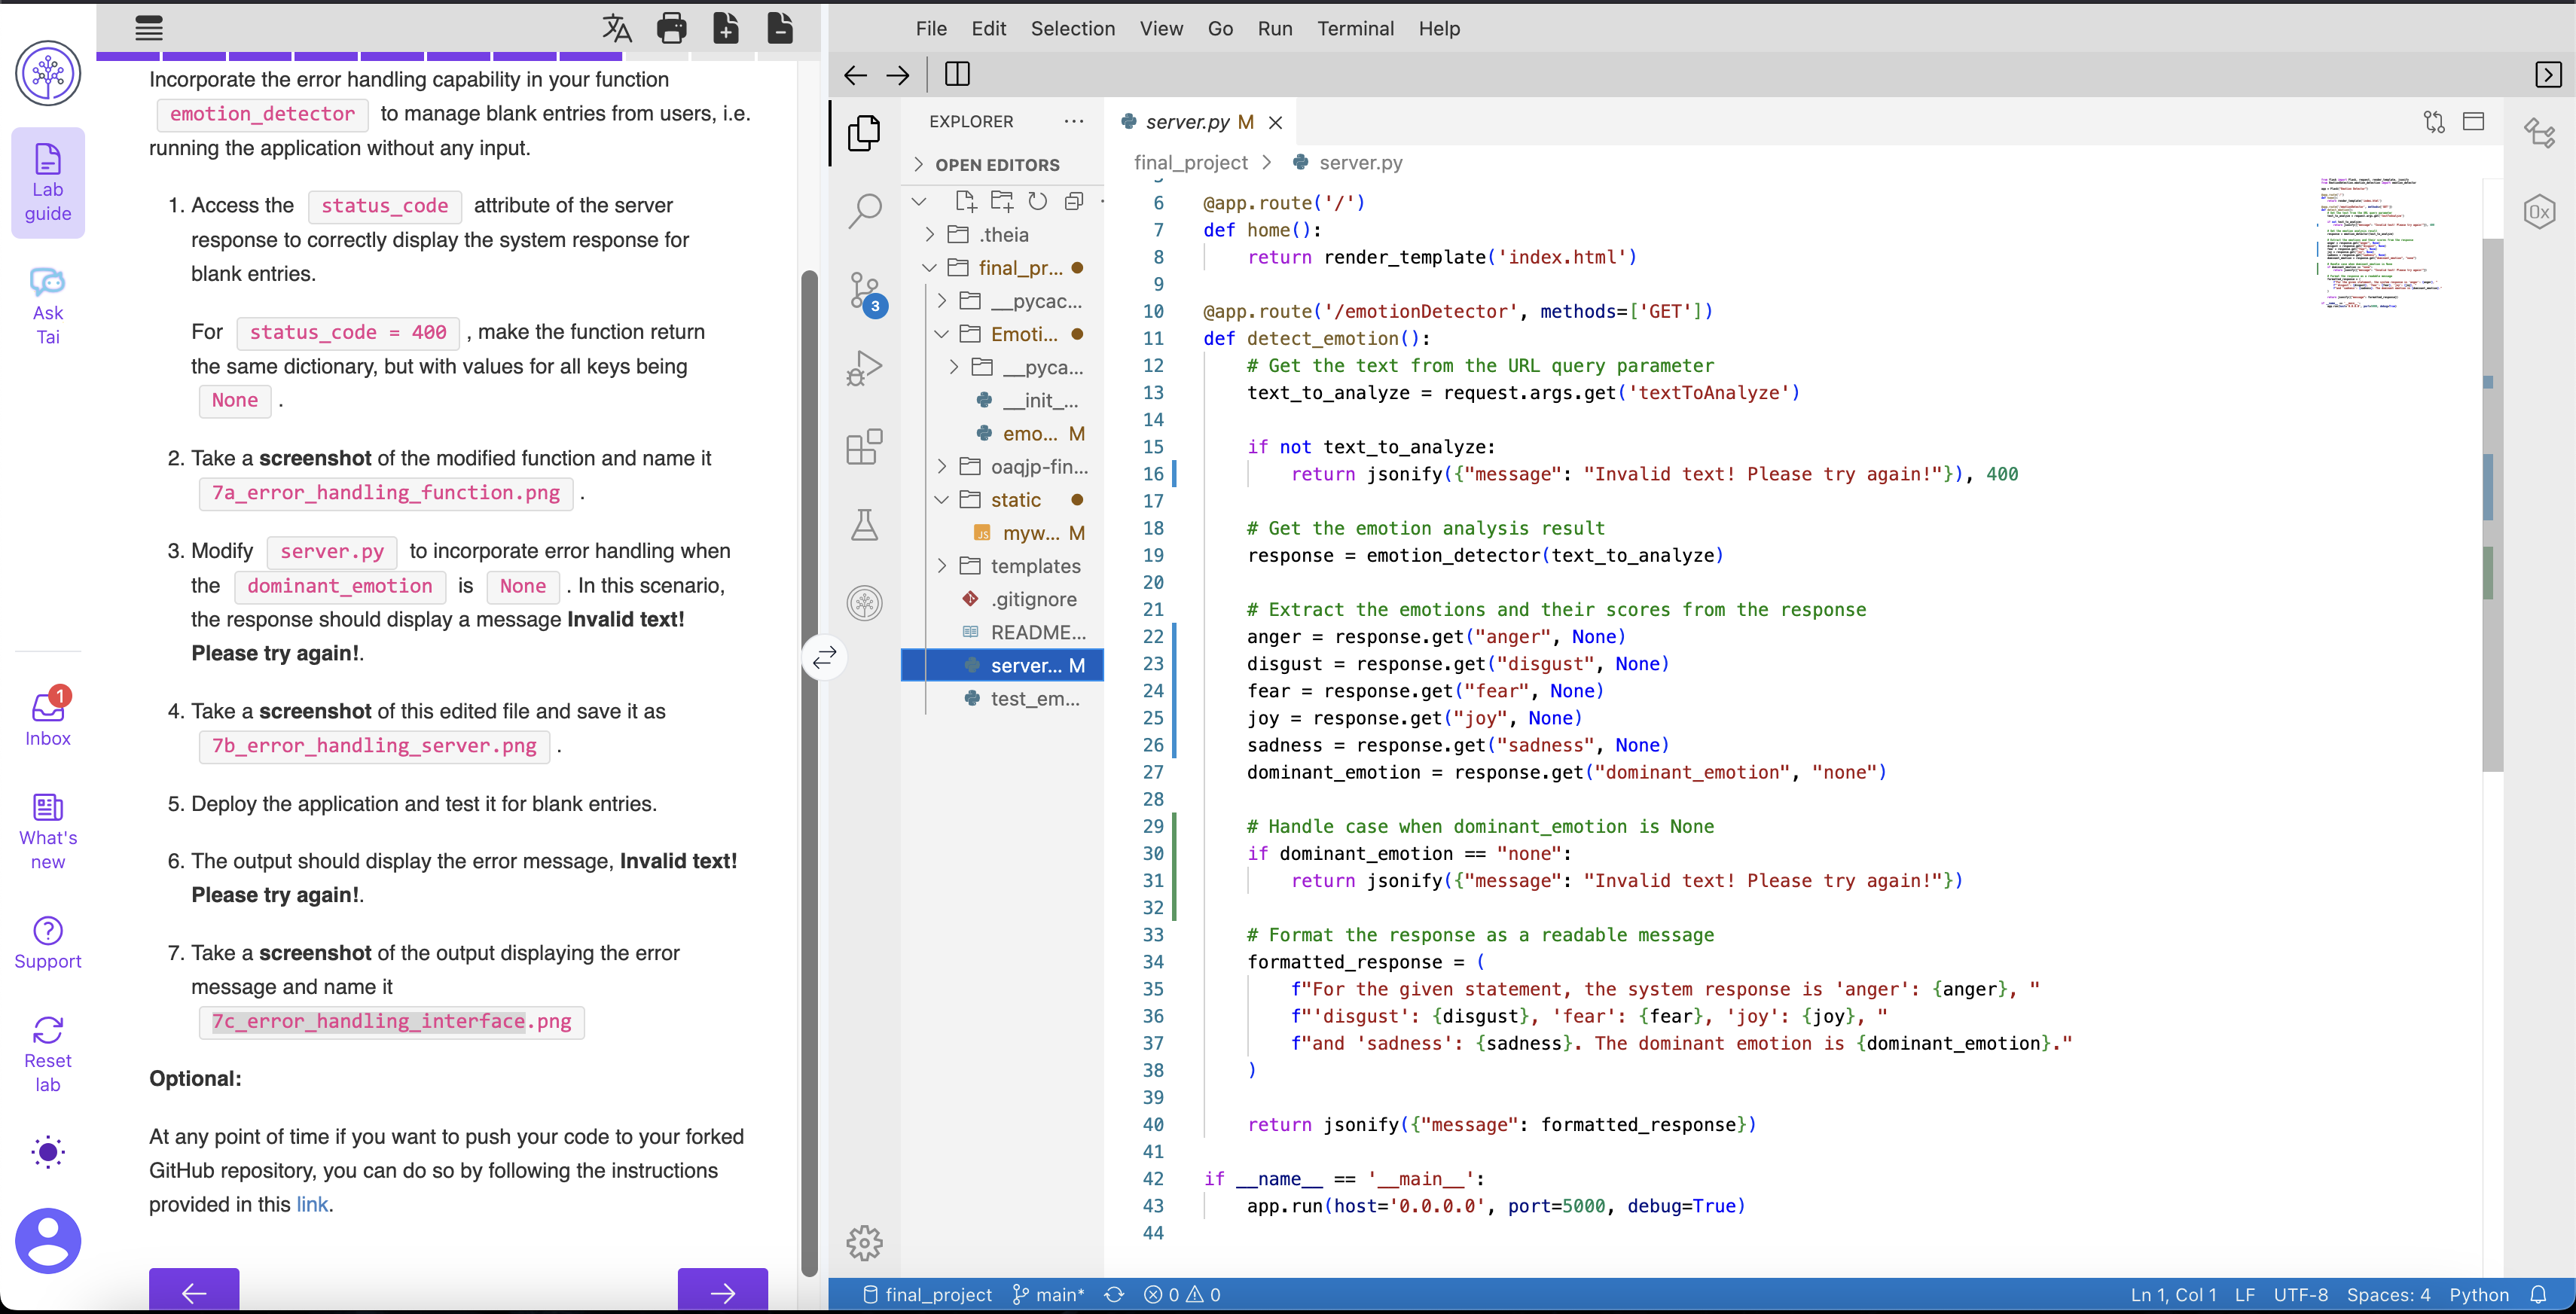 Lab
guide
Ask
Tai
1
Inbox
What's
new
Support
Reset
lab
Incorporate the error handling capability in your function
emotion_detector to manage blank entries from users, i.e.
running the application without any input.
1. Access the status_code attribute of the server
response to correctly display the system response for
blank entries.
For status_code = 400 , make the function return
the same dictionary, but with values for all keys being
None .
2. Take a screenshot of the modified function and name it
7a_error_handling_function.png .
3. Modify server.py to incorporate error handling when
the dominant_emotion is None . In this scenario,
the response should display a message Invalid text!
Please try again!.
4. Take a screenshot of this edited file and save it as
7b_error_handling_server.png .
5. Deploy the application and test it for blank entries.
6. The output should display the error message, Invalid text!
Please try again!.
7. Take a screenshot of the output displaying the error
message and name it
7c_error_handling_interface.png
Optional:
At any point of time if you want to push your code to your forked
GitHub repository, you can do so by following the instructions
provided in this link.
File Edit Selection View Go Run Terminal Help
3
EXPLORER
OPEN EDITORS
.theia
final_pr...
__pycac...
Emoti...
__pyca...
__init_...
emo... M
oaqjp-fin...
static
JS myw... M
templates
.gitignore
README...
server... M
test_em...
server.py M
final_project > server.py
6 @app.route('/')
7 def home():
8 return render_template('index.html')
9
10 @app.route('/emotionDetector', methods=['GET'])
11 def detect_emotion():
12 # Get the text from the URL query parameter
13 text_to_analyze = request.args.get('textToAnalyze')
14
15 if not text_to_analyze:
16 return jsonify({"message": "Invalid text! Please try again!"}), 400
17
18 # Get the emotion analysis result
19 response = emotion_detector(text_to_analyze)
20
21 # Extract the emotions and their scores from the response
22 anger = response.get("anger", None)
23 disgust = response.get("disgust", None)
24 fear = response.get("fear", None)
25 joy = response.get("joy", None)
26 sadness = response.get("sadness", None)
27 dominant_emotion = response.get("dominant_emotion", "none")
28
29 # Handle case when dominant_emotion is None
30 if dominant_emotion == "none":
31 return jsonify({"message": "Invalid text! Please try again!"})
32
33 # Format the response as a readable message
34 formatted_response = (
35 f"For the given statement, the system response is 'anger': {anger}, "
36 f"'disgust': {disgust}, 'fear': {fear}, 'joy': {joy}, "
37 f"and 'sadness': {sadness}. The dominant emotion is {dominant_emotion}."
38 )
39
40 return jsonify({"message": formatted_response})
41
42 if __name__ == '__main__':
43 app.run(host='0.0.0.0', port=5000, debug=True)
44
0x
final_project main* 0 0
Ln 1, Col 1 LF UTF-8 Spaces: 4 Python